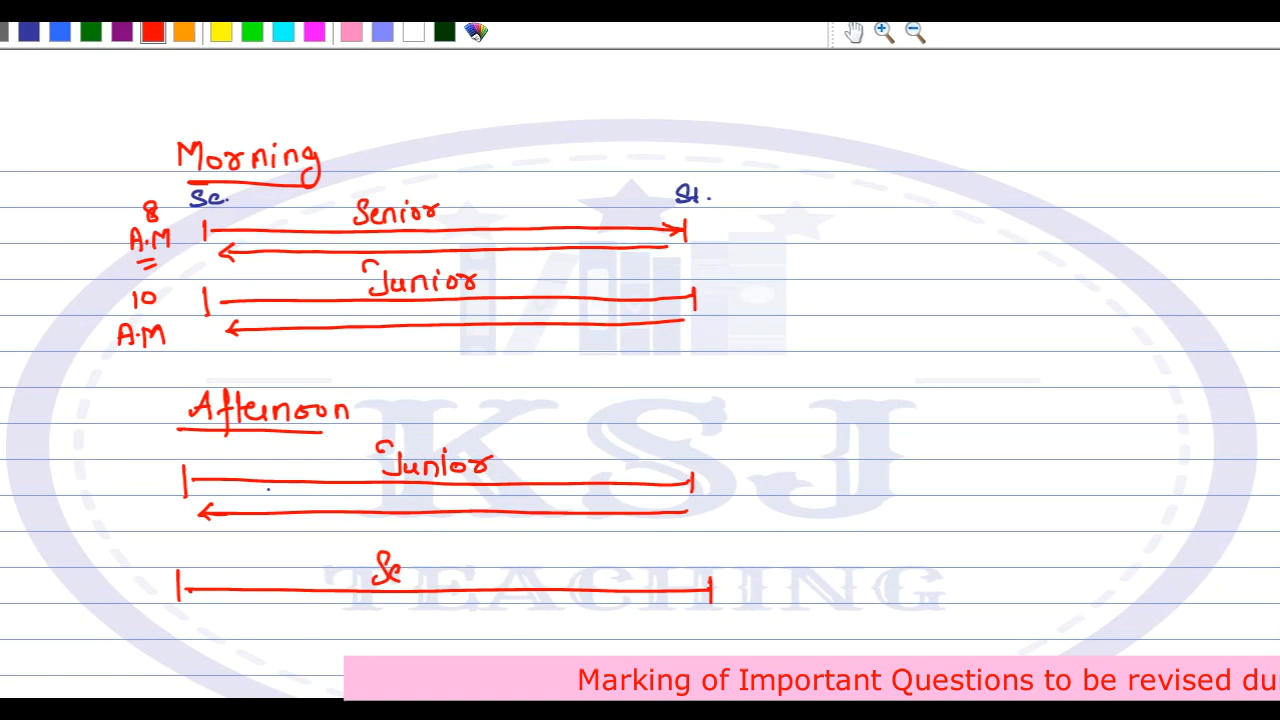 Morning
Sc. St.
8 Senior
A.M
Junior
10
A.M
Afternoon
Junior
Se
KSJ
TEACHING
Marking of Important Questions to be revised du